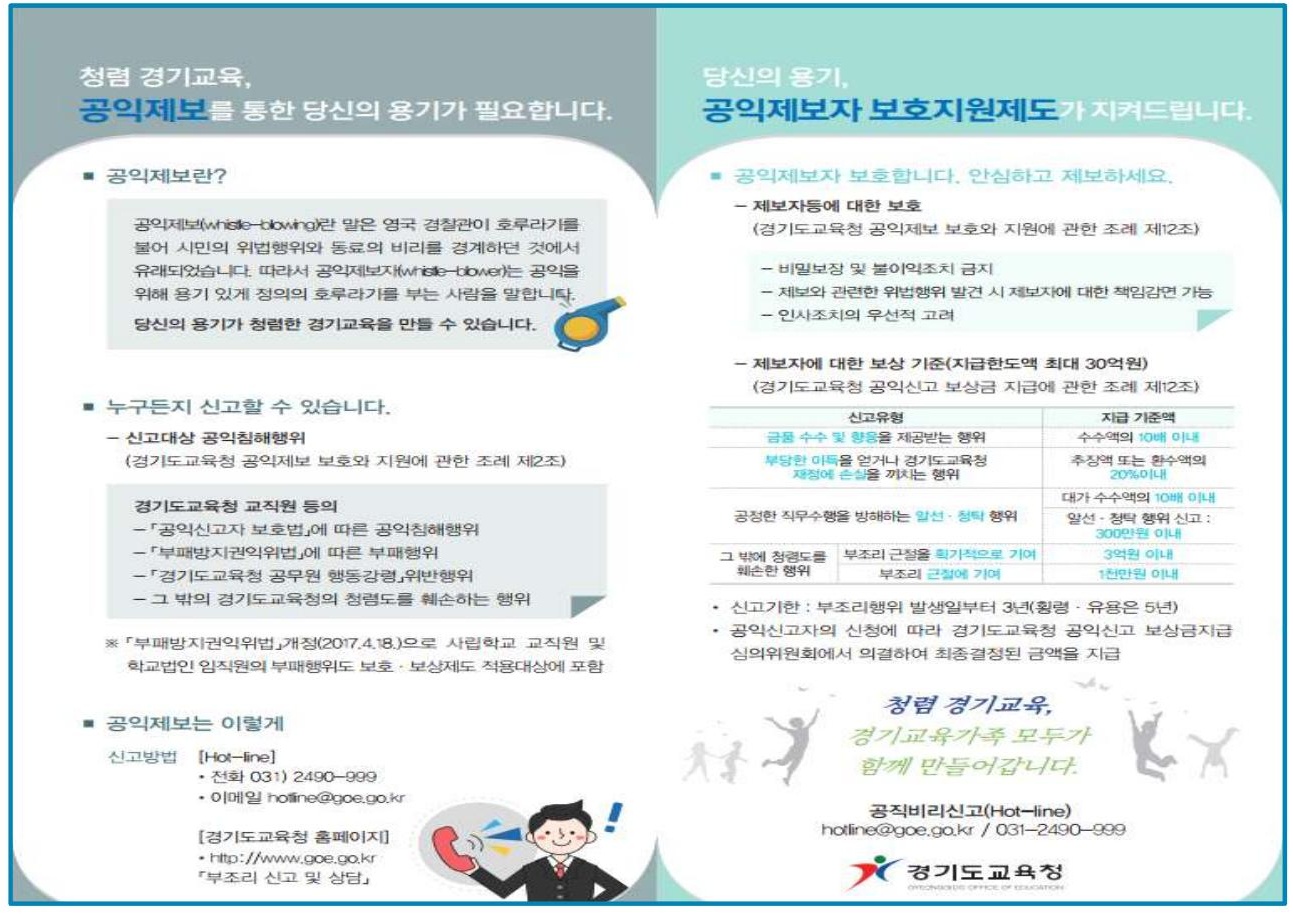 청렴 경기교육,
공익제보를 통한 당신의 용기가 필요합니다.
■ 공익제보란?
공익제보(whistle-blowing)란 말은 영국 경찰관이 호루라기를
불어 시민의 위법행위와 동료의 비리를 경계하던 것에서
유래되었습니다. 따라서 공익제보자(whistle-blower)는 공익을
위해 용기 있게 정의의 호루라기를 부는 사람을 말합니다.
당신의 용기가 청렴한 경기교육을 만들 수 있습니다.
■ 누구든지 신고할 수 있습니다.
- 신고대상 공익침해행위
(경기도교육청 공익제보 보호와 지원에 관한 조례 제2조)
경기도교육청 교직원 등의
-「공익신고자 보호법」에 따른 공익침해행위
-「부패방지권익위법」에 따른 부패행위
-「경기도교육청 공무원 행동강령」위반행위
- 그 밖의 경기도교육청의 청렴도를 훼손하는 행위
※「부패방지권익위법」개정(2017.4.18.)으로 사립학교 교직원 및
학교법인 임직원의 부패행위도 보호·보상제도 적용대상에 포함
■ 공익제보는 이렇게
신고방법 [Hot-line]
• 전화 031) 2490-999
• 이메일 hotline@goe.go.kr
[경기도교육청 홈페이지]
• http://www.goe.go.kr
「부조리 신고 및 상담」
당신의 용기,
공익제보자 보호지원제도가 지켜드립니다.
■ 공익제보자 보호합니다. 안심하고 제보하세요.
- 제보자등에 대한 보호
(경기도교육청 공익제보 보호와 지원에 관한 조례 제12조)
- 비밀보장 및 불이익조치 금지
- 제보와 관련한 위법행위 발견 시 제보자에 대한 책임감면 가능
- 인사조치의 우선적 고려
- 제보자에 대한 보상 기준(지급한도액 최대 30억원)
(경기도교육청 공익신고 보상금 지급에 관한 조례 제12조)
신고유형 지급 기준액
금품 수수 및 향응을 제공받는 행위 수수액의 10배 이내
부당한 이득을 얻거나 경기도교육청 추징액 또는 환수액의
재정에 손실을 끼치는 행위 20%이내
대가 수수액의 10배 이내
공정한 직무수행을 방해하는 알선·청탁 행위 알선·청탁 행위 신고 :
300만원 이내
그 밖에 청렴도를 부조리 근절을 획기적으로 기여 3억원 이내
훼손한 행위 부조리 근절에 기여 1천만원 이내
• 신고기한 : 부조리행위 발생일부터 3년(횡령·유용은 5년)
• 공익신고자의 신청에 따라 경기도교육청 공익신고 보상금지급
심의위원회에서 의결하여 최종결정된 금액을 지급
청렴 경기교육,
경기교육가족 모두가
함께 만들어갑니다.
공직비리신고(Hot-line)
hotline@goe.go.kr / 031-2490-999
경기도교육청
GYEONGGIDO OFFICE OF EDUCATION